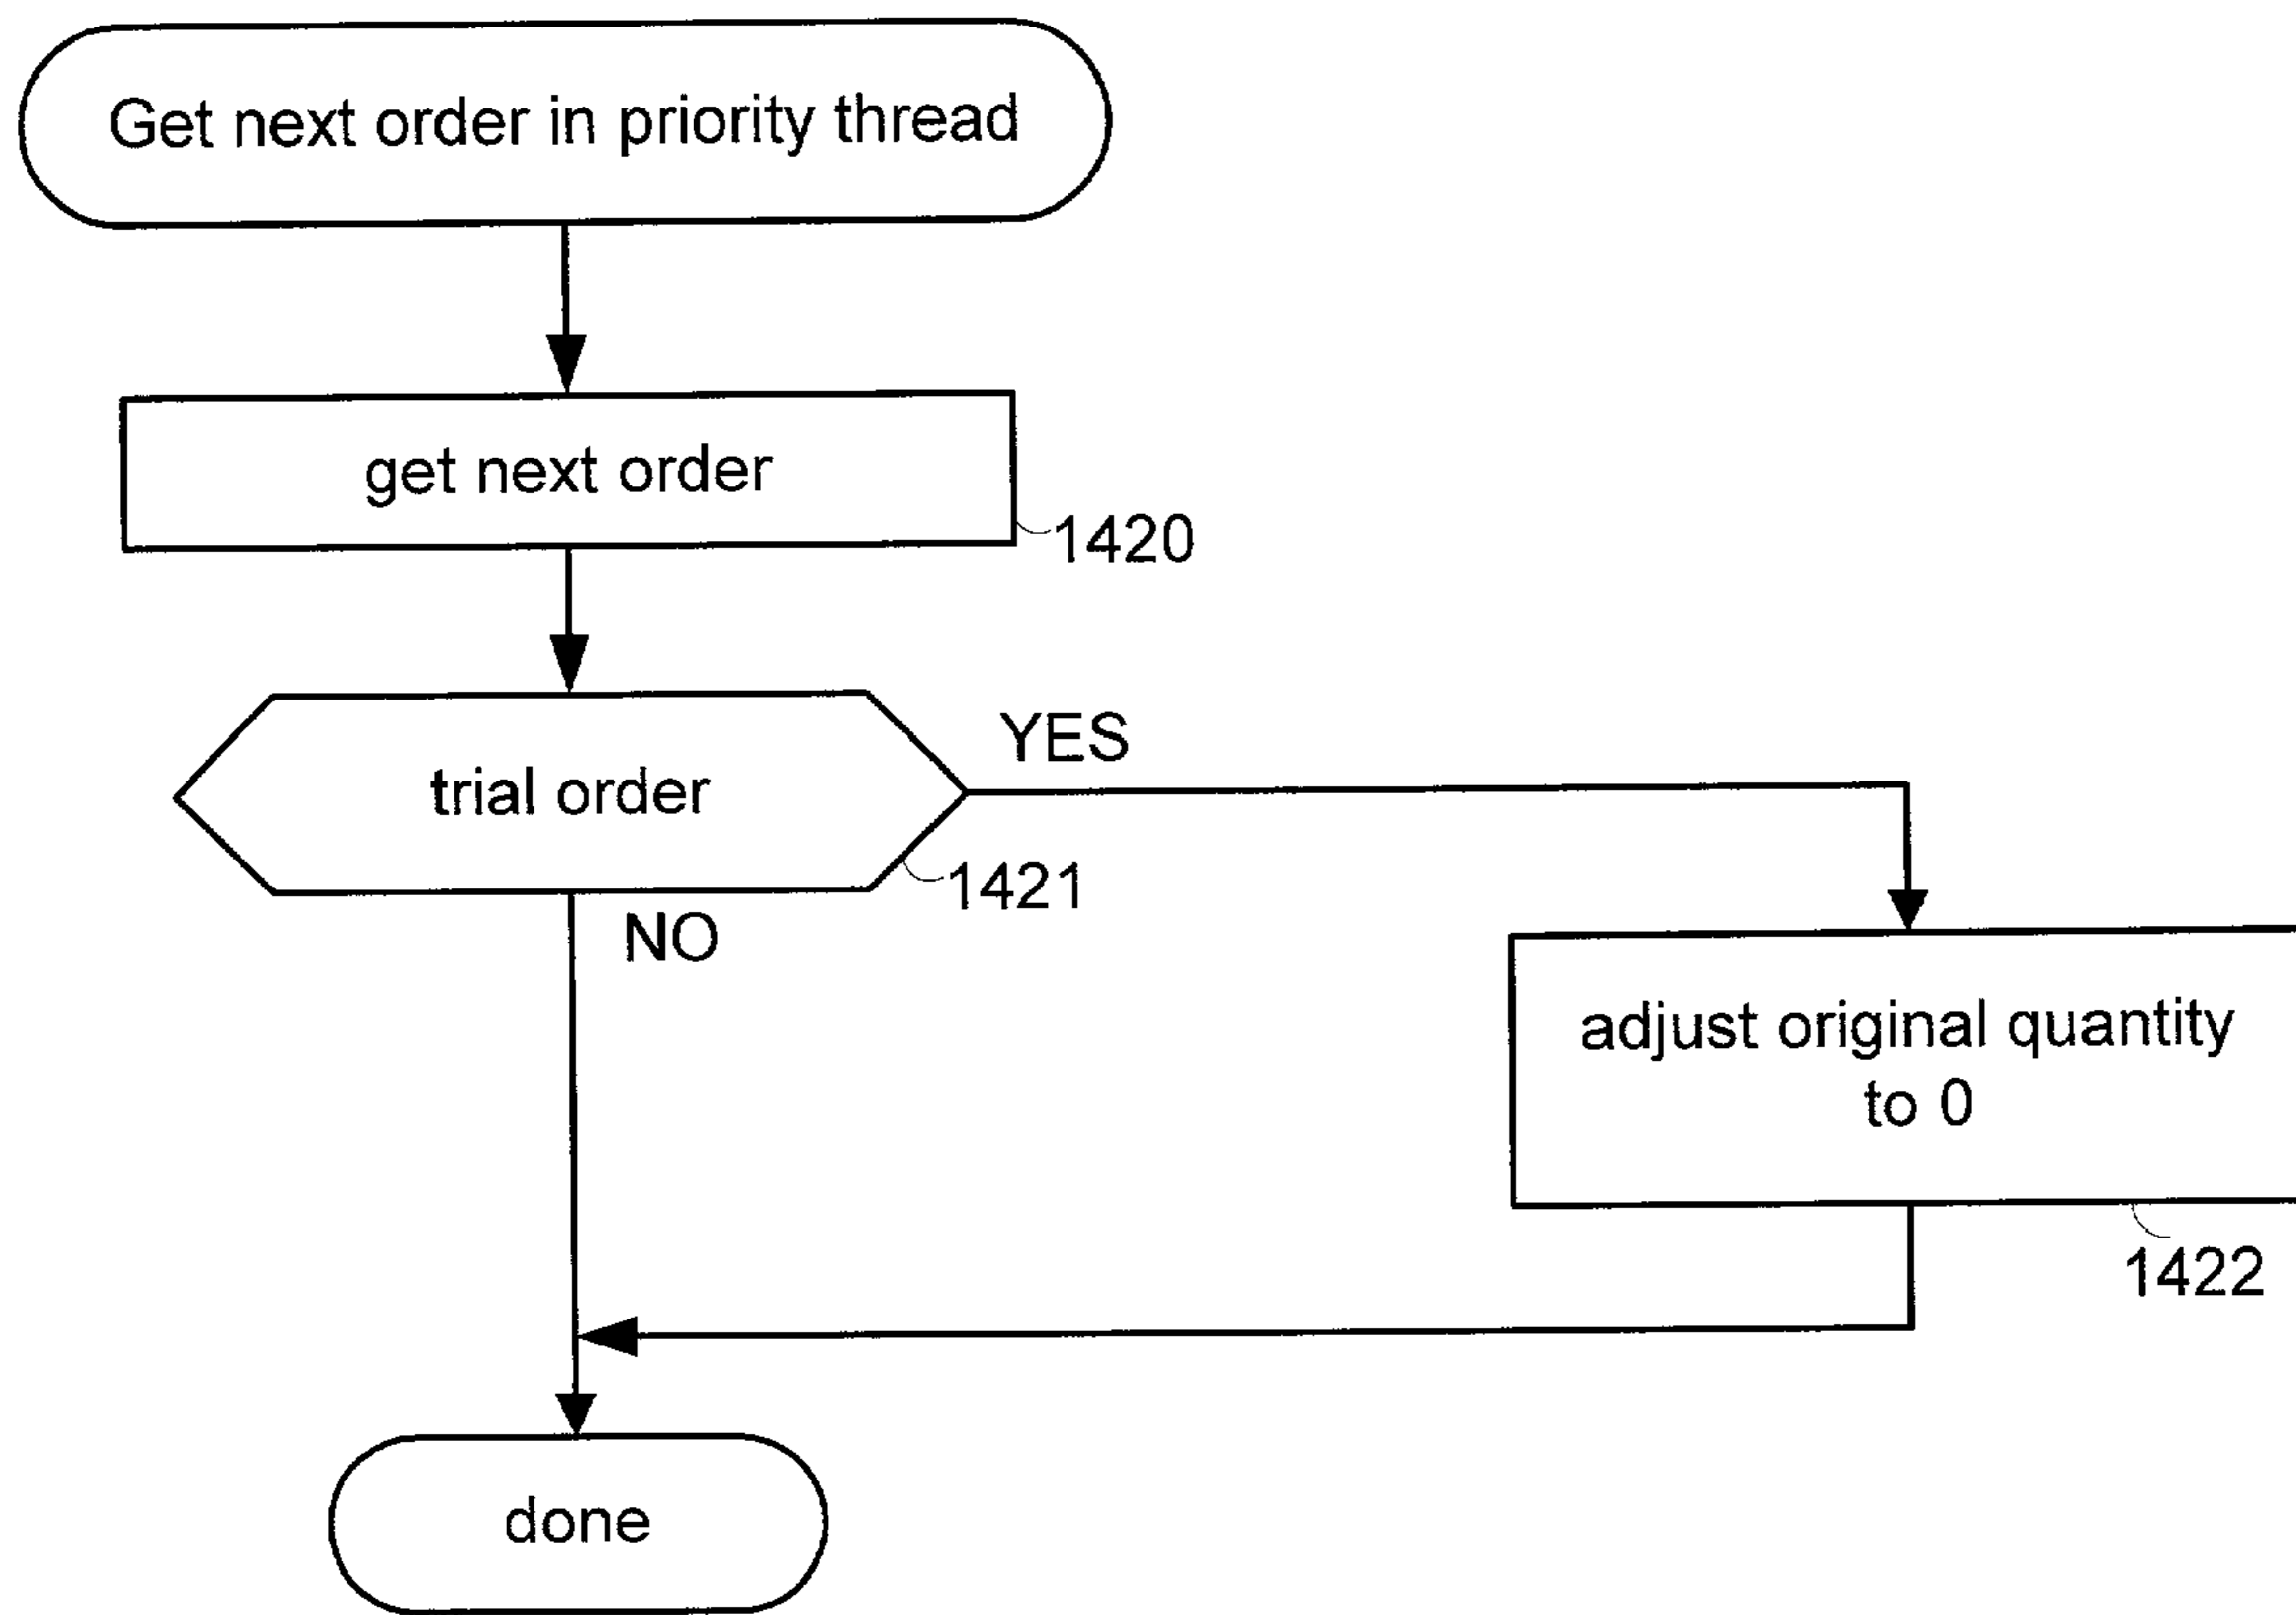 Get next order in priority thread
get next order
1420
trial order
YES
1421
NO
adjust original quantity
to 0
1422
done